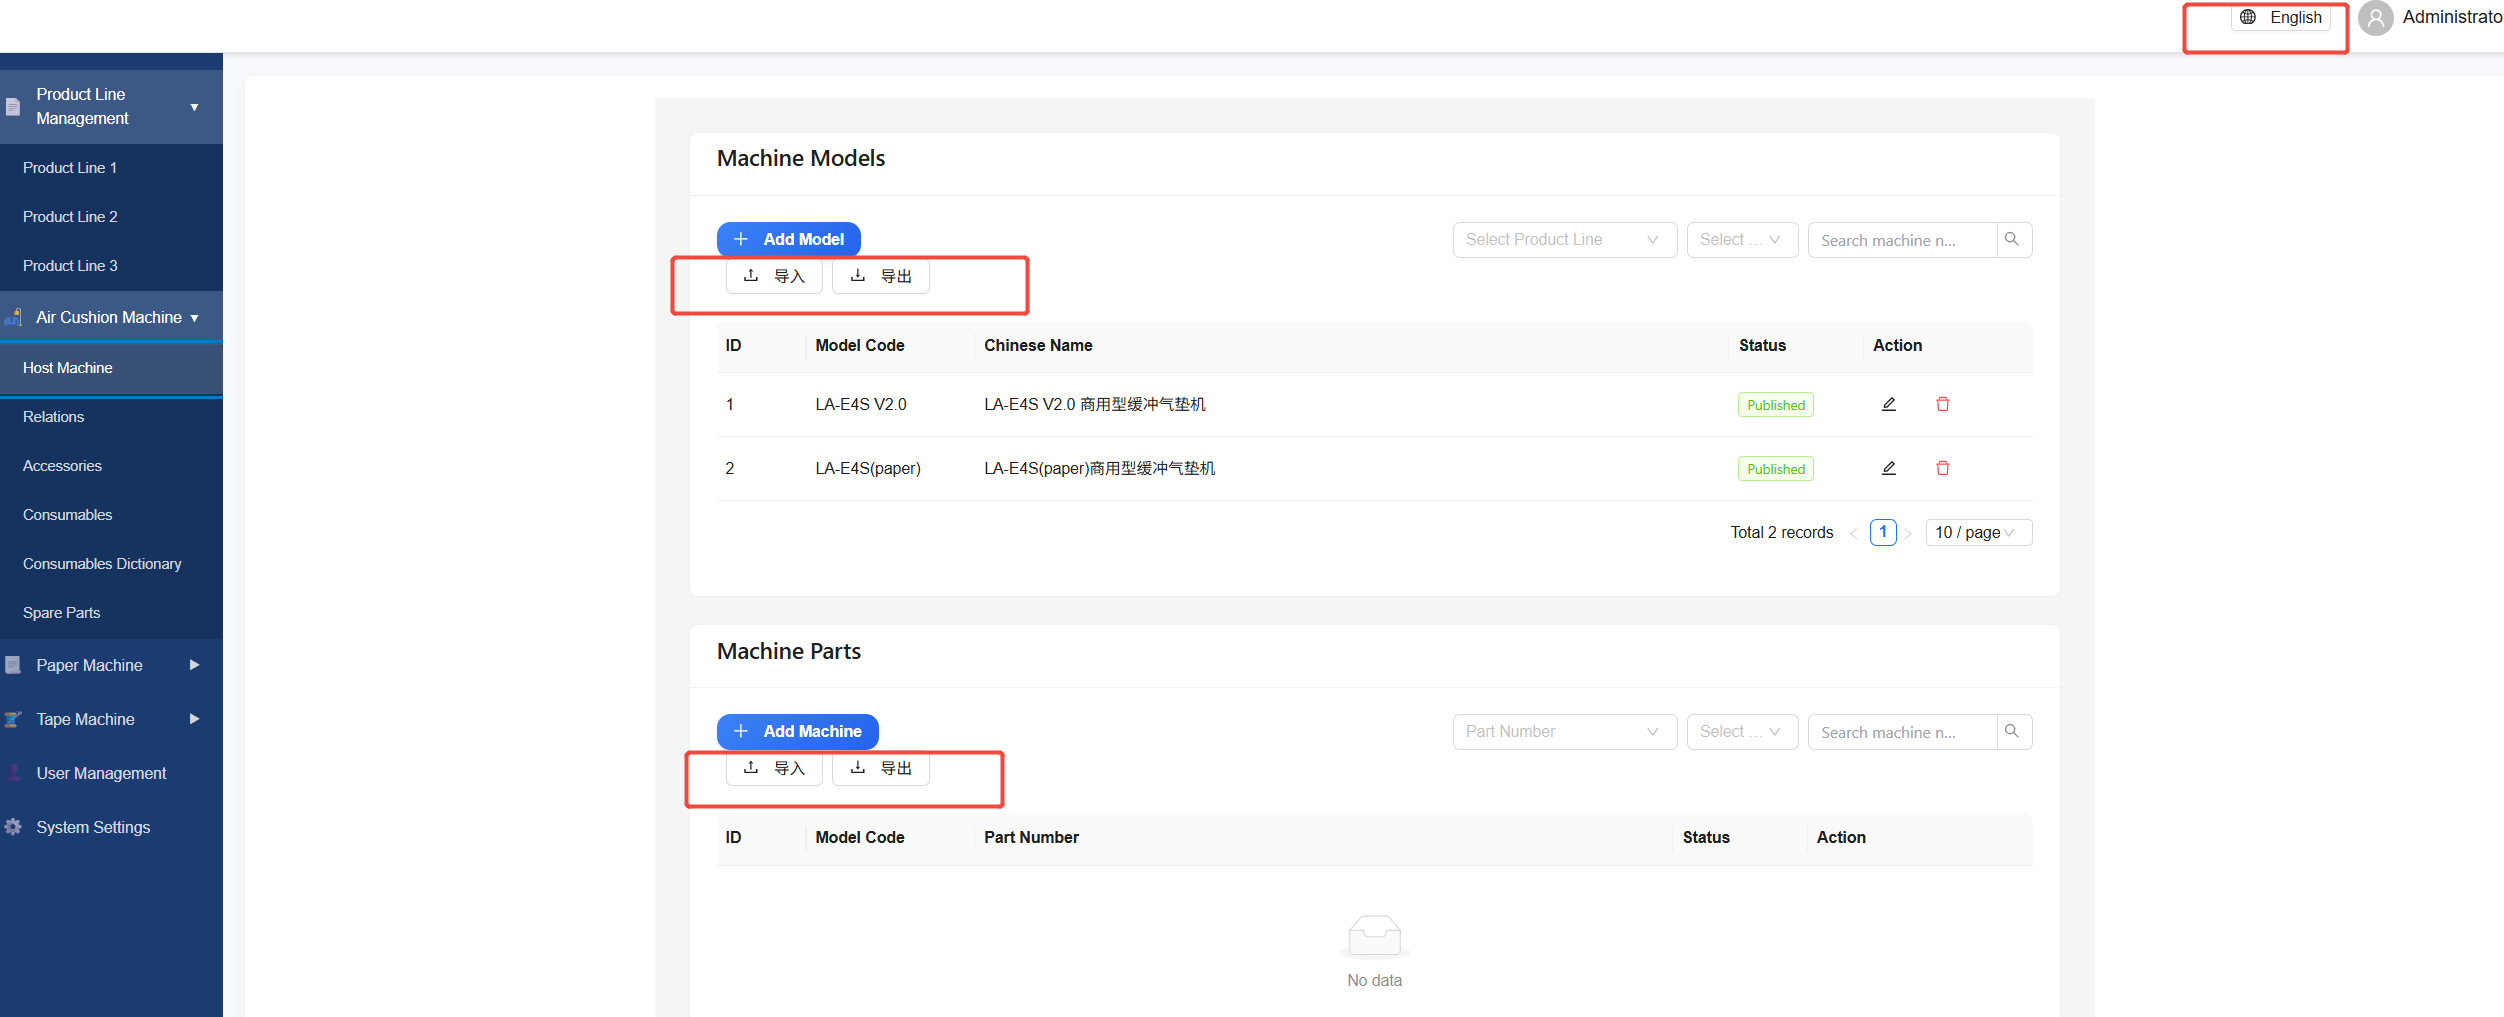 English
Administrato
Product Line
Management
Product Line 1
Product Line 2
Product Line 3
Air Cushion Machine
Host Machine
Relations
Accessories
Consumables
Consumables Dictionary
Spare Parts
Paper Machine
Tape Machine
User Management
System Settings
Machine Models
Add Model
Select Product Line
Select ...
Search machine n...
导入 导出
ID Model Code Chinese Name Status Action
1 LA-E4S V2.0 LA-E4S V2.0 商用型缓冲气垫机 Published
2 LA-E4S(paper) LA-E4S(paper)商用型缓冲气垫机 Published
Total 2 records 1 10 / page
Machine Parts
Add Machine
Part Number
Select ...
Search machine n...
导入 导出
ID Model Code Part Number Status Action
No data